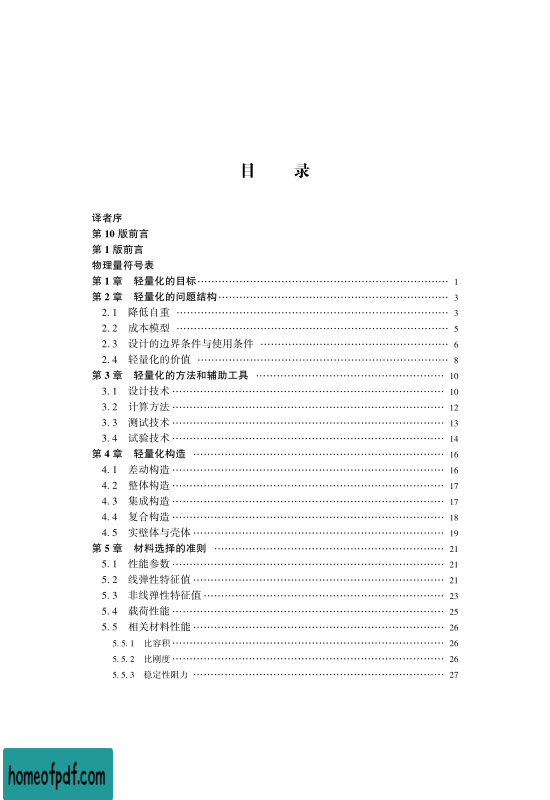 目　录
译者序
第 10 版前言
第 1 版前言
物理量符号表
第 1 章　轻量化的目标……………………………………………………………… 1
第 2 章　轻量化的问题结构………………………………………………………… 3
2. 1　降低自重 …………………………………………………………………… 3
2. 2　成本模型 …………………………………………………………………… 5
2. 3　设计的边界条件与使用条件 ……………………………………………… 6
2. 4　轻量化的价值 ……………………………………………………………… 8
第 3 章　轻量化的方法和辅助工具 ……………………………………………… 10
3. 1　设计技术…………………………………………………………………… 10
3. 2　计算方法…………………………………………………………………… 12
3. 3　测试技术…………………………………………………………………… 13
3. 4　试验技术…………………………………………………………………… 14
第 4 章　轻量化构造 ……………………………………………………………… 16
4. 1　差动构造…………………………………………………………………… 16
4. 2　整体构造…………………………………………………………………… 17
4. 3　集成构造…………………………………………………………………… 17
4. 4　复合构造…………………………………………………………………… 18
4. 5　实壁体与壳体……………………………………………………………… 19
第 5 章　材料选择的准则 ………………………………………………………… 21
5. 1　性能参数…………………………………………………………………… 21
5. 2　线弹性特征值……………………………………………………………… 21
5. 3　非线弹性特征值…………………………………………………………… 23
5. 4　载荷性能…………………………………………………………………… 25
5. 5　相关材料性能……………………………………………………………… 26
5. 5. 1　比容积…………………………………………………………………… 26
5. 5. 2　比刚度…………………………………………………………………… 26
5. 5. 3　稳定性阻力 ……………………………………………………………… 27
homeofpdf.com